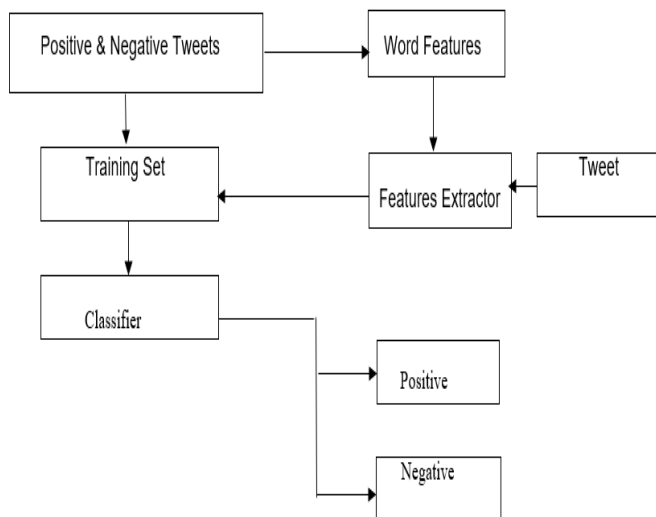 Positive & Negative Tweets
Word Features
Training Set
Features Extractor
Tweet
Classifier
Positive
Negative